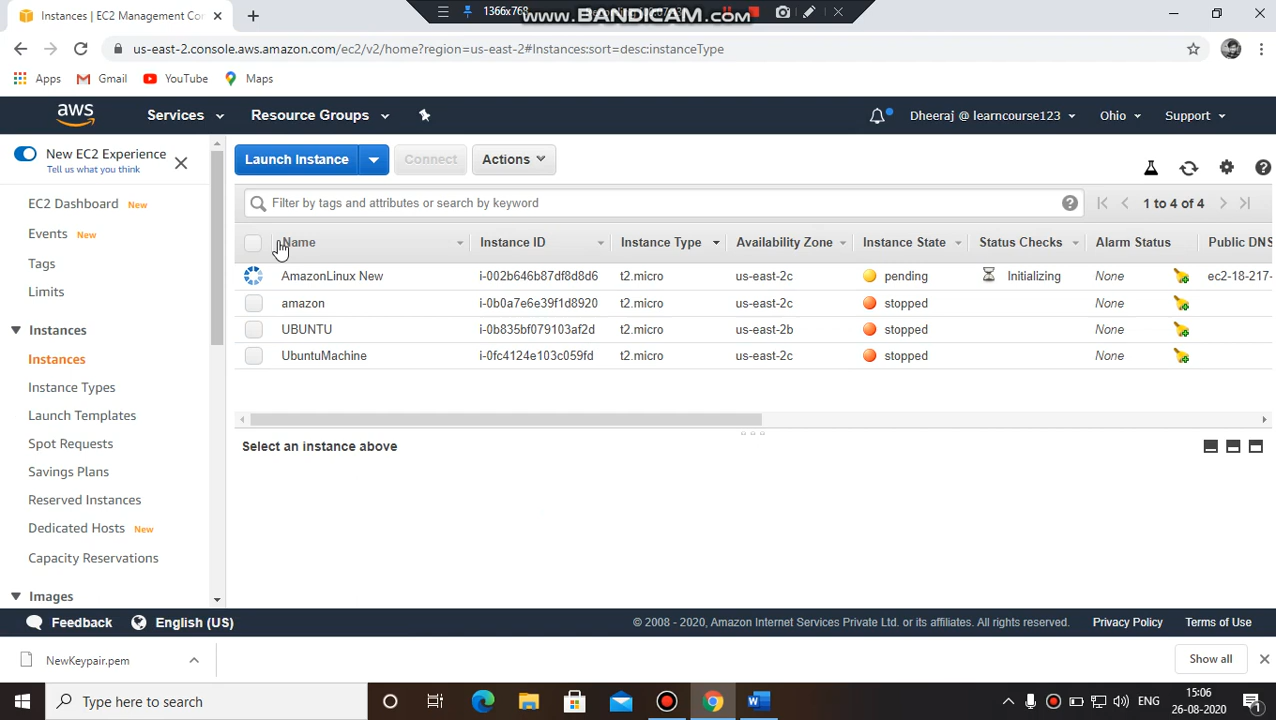 Instances | EC2 Management Con
1366x768
www.BANDICAM.com
us-east-2.console.aws.amazon.com/ec2/v2/home?region=us-east-2#Instances:sort=desc:instanceType
Apps Gmail YouTube Maps
aws Services Resource Groups Dheeraj @ learncourse123 Ohio Support
New EC2 Experience
Tell us what you think
EC2 Dashboard New
Events New
Tags
Limits
Instances
Instances
Instance Types
Launch Templates
Spot Requests
Savings Plans
Reserved Instances
Dedicated Hosts New
Capacity Reservations
Images
Launch Instance Connect Actions
Filter by tags and attributes or search by keyword 1 to 4 of 4
Name Instance ID Instance Type Availability Zone Instance State Status Checks Alarm Status Public DNS
AmazonLinux New i-002b646b87df8d8d6 t2.micro us-east-2c pending Initializing None ec2-18-217-
amazon i-0b0a7e6e39f1d8920 t2.micro us-east-2c stopped None
UBUNTU i-0b835bf079103af2d t2.micro us-east-2b stopped None
UbuntuMachine i-0fc4124e103c059fd t2.micro us-east-2c stopped None
Select an instance above
Feedback English (US) © 2008 - 2020, Amazon Internet Services Private Ltd. or its affiliates. All rights reserved. Privacy Policy Terms of Use
NewKeypair.pem Show all
Type here to search ENG 15:06
26-08-2020 1